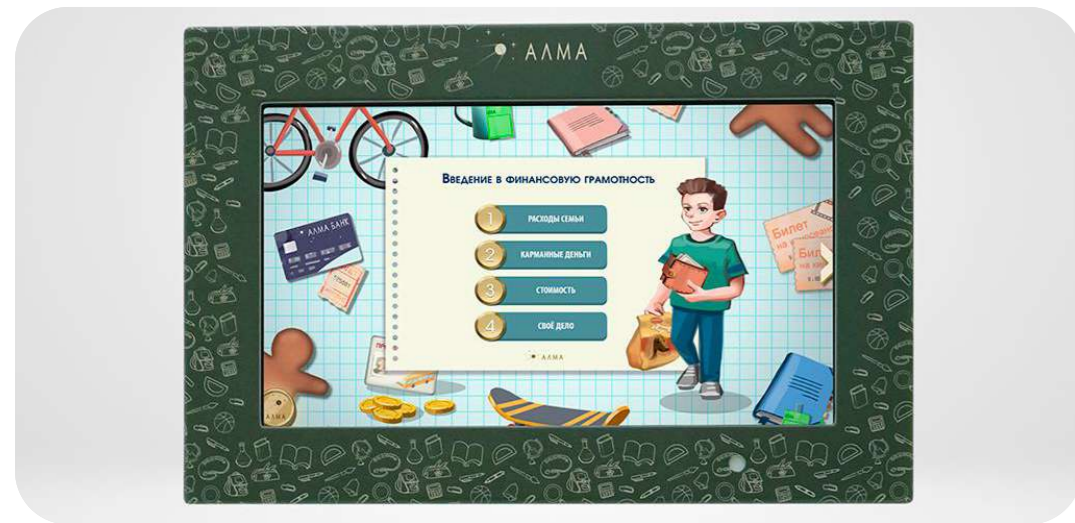 АЛМА
Введение в финансовую грамотность
1 РАСХОДЫ СЕМЬИ
2 КАРМАННЫЕ ДЕНЬГИ
3 СТОИМОСТЬ
4 СВОЁ ДЕЛО
АЛМА
АЛМА БАНК
Билет
Билет
АЛМА